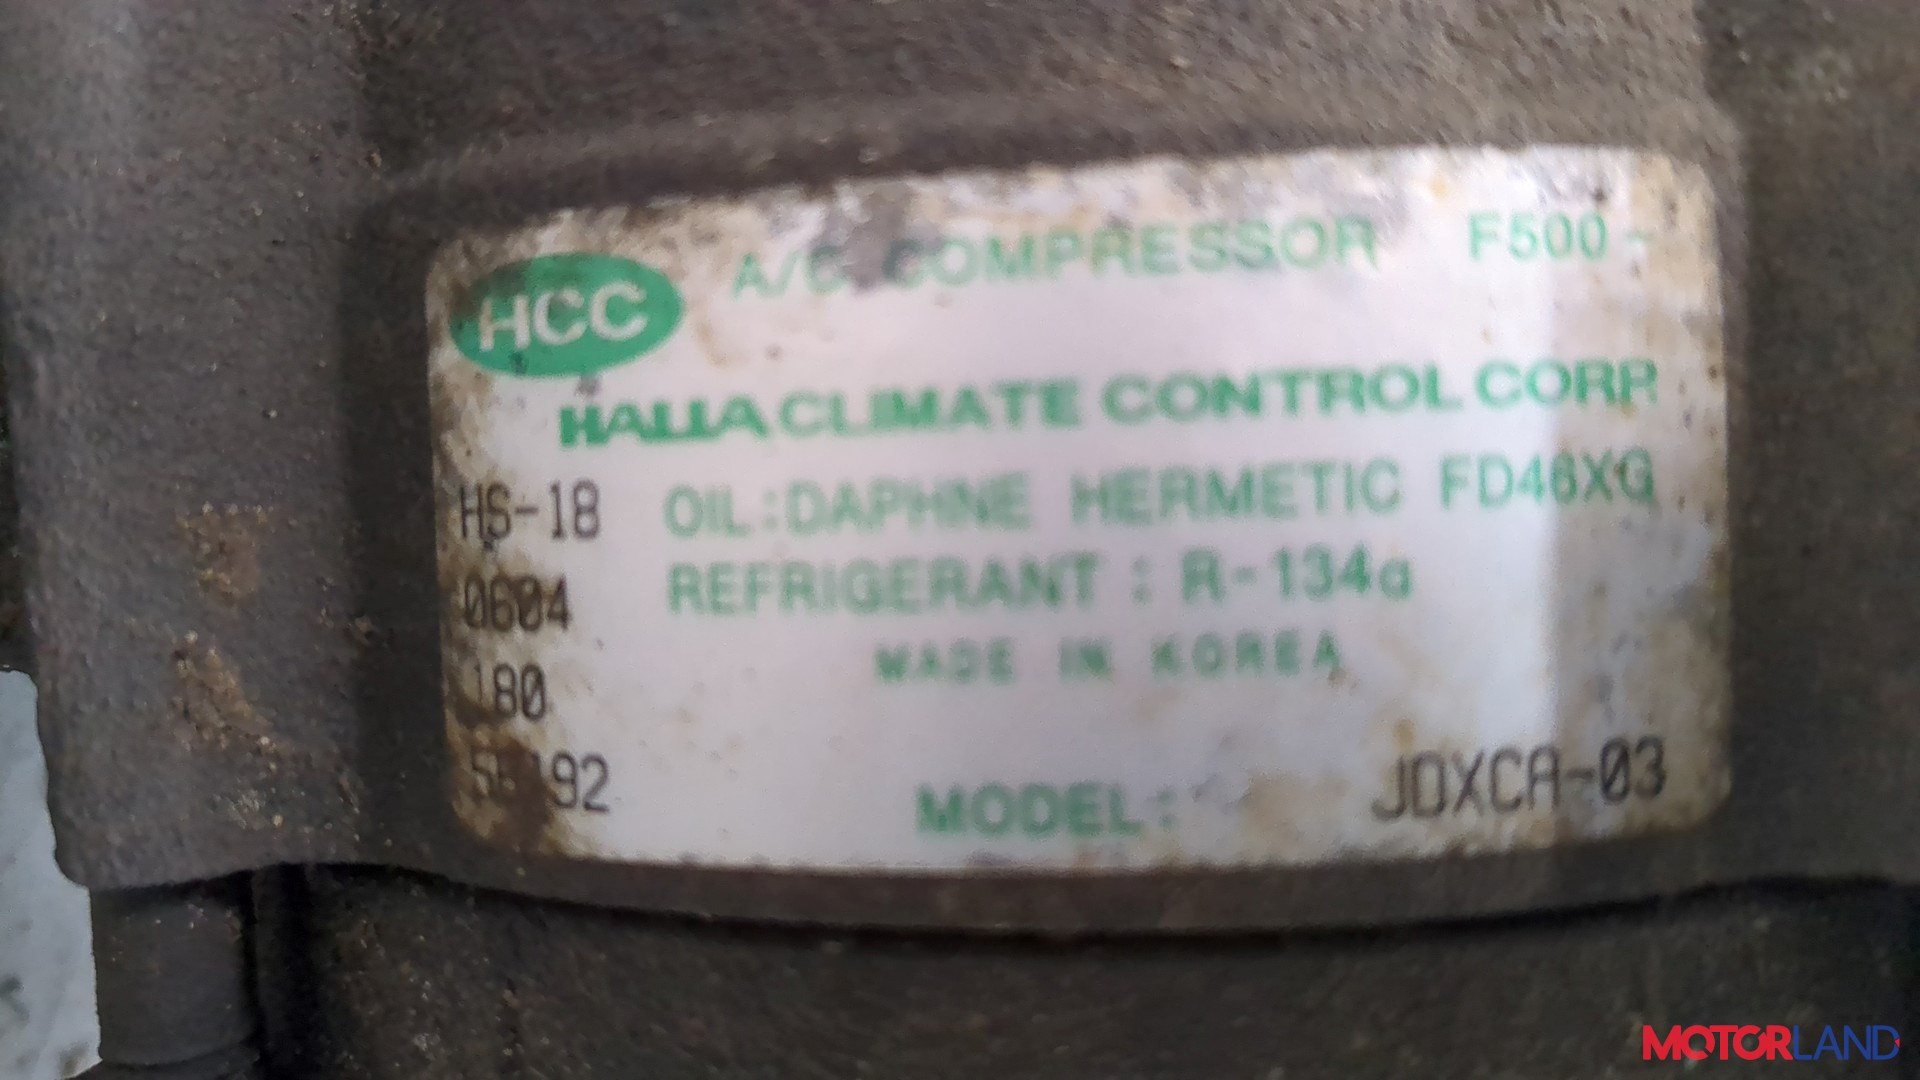 HCC A/C COMPRESSOR F500-
HALLA CLIMATE CONTROL CORP.
HS-18 OIL:DAPHNE HERMETIC FD46XG
0604 REFRIGERANT : R-134a
MADE IN KOREA
180
MODEL: JDXCA-03
MOTORLAND